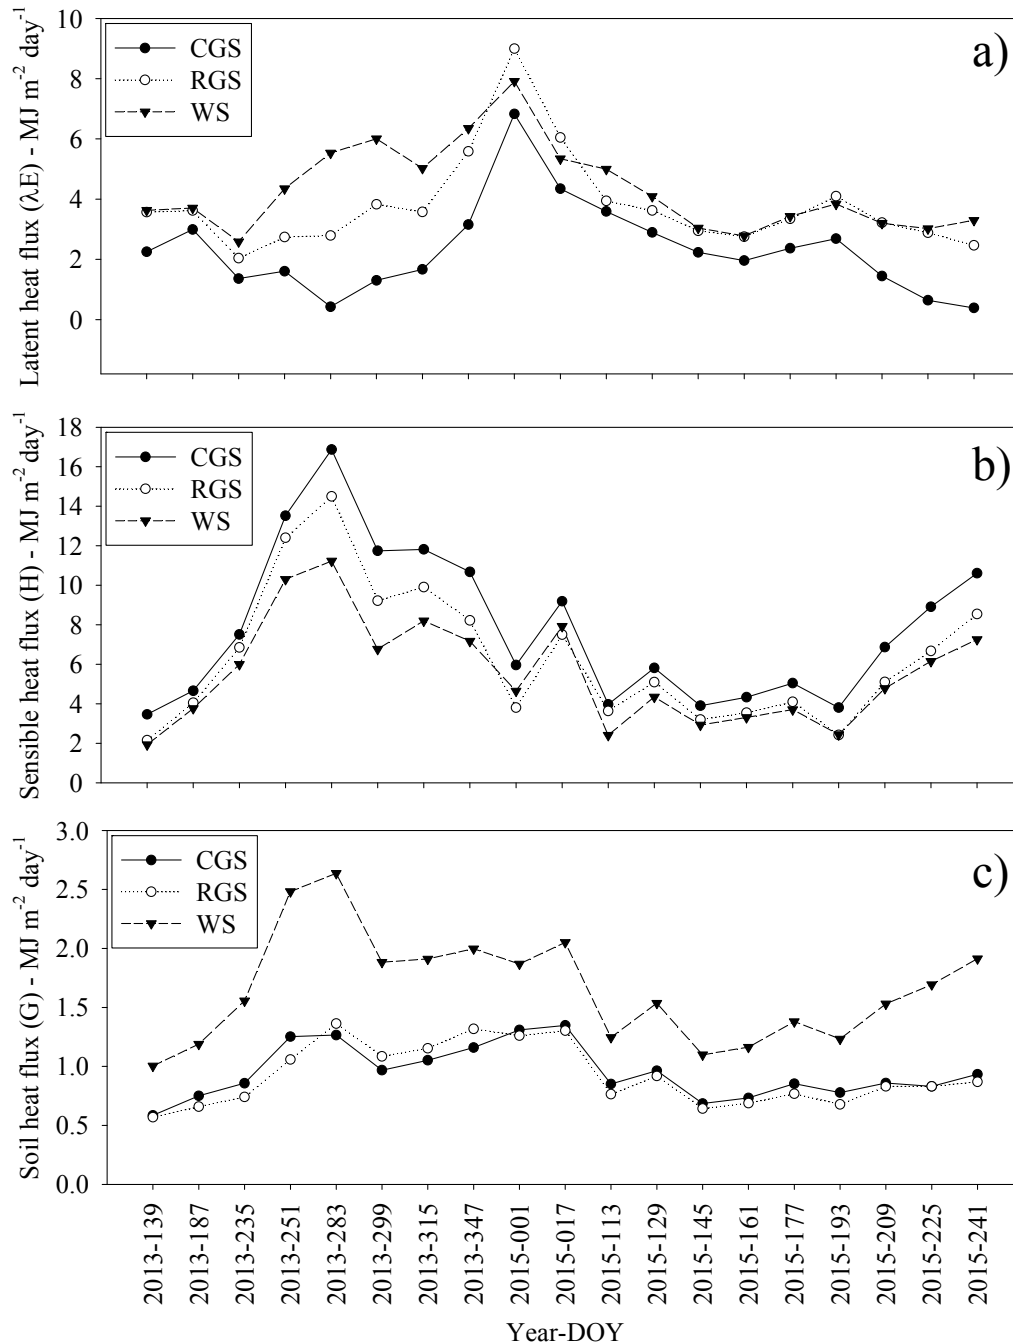 Latent heat flux (λE) - MJ m⁻² day⁻¹
10
8
6
4
2
0
CGS
RGS
WS
a)
Sensible heat flux (H) - MJ m⁻² day⁻¹
18
16
14
12
10
8
6
4
2
0
CGS
RGS
WS
b)
Soil heat flux (G) - MJ m⁻² day⁻¹
3.0
2.5
2.0
1.5
1.0
0.5
0.0
CGS
RGS
WS
c)
2013-139
2013-187
2013-235
2013-251
2013-283
2013-299
2013-315
2013-347
2015-001
2015-017
2015-113
2015-129
2015-145
2015-161
2015-177
2015-193
2015-209
2015-225
2015-241
Year-DOY